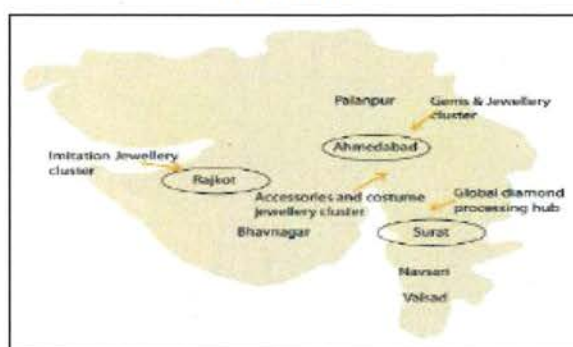 Palanpur
Gems & Jewellery
cluster
Ahmedabad
Imitation Jewellery
cluster
Rajkot
Accessories and costume
jewellery cluster
Global diamond
processing hub
Bhavnagar
Surat
Navsari
Valsad